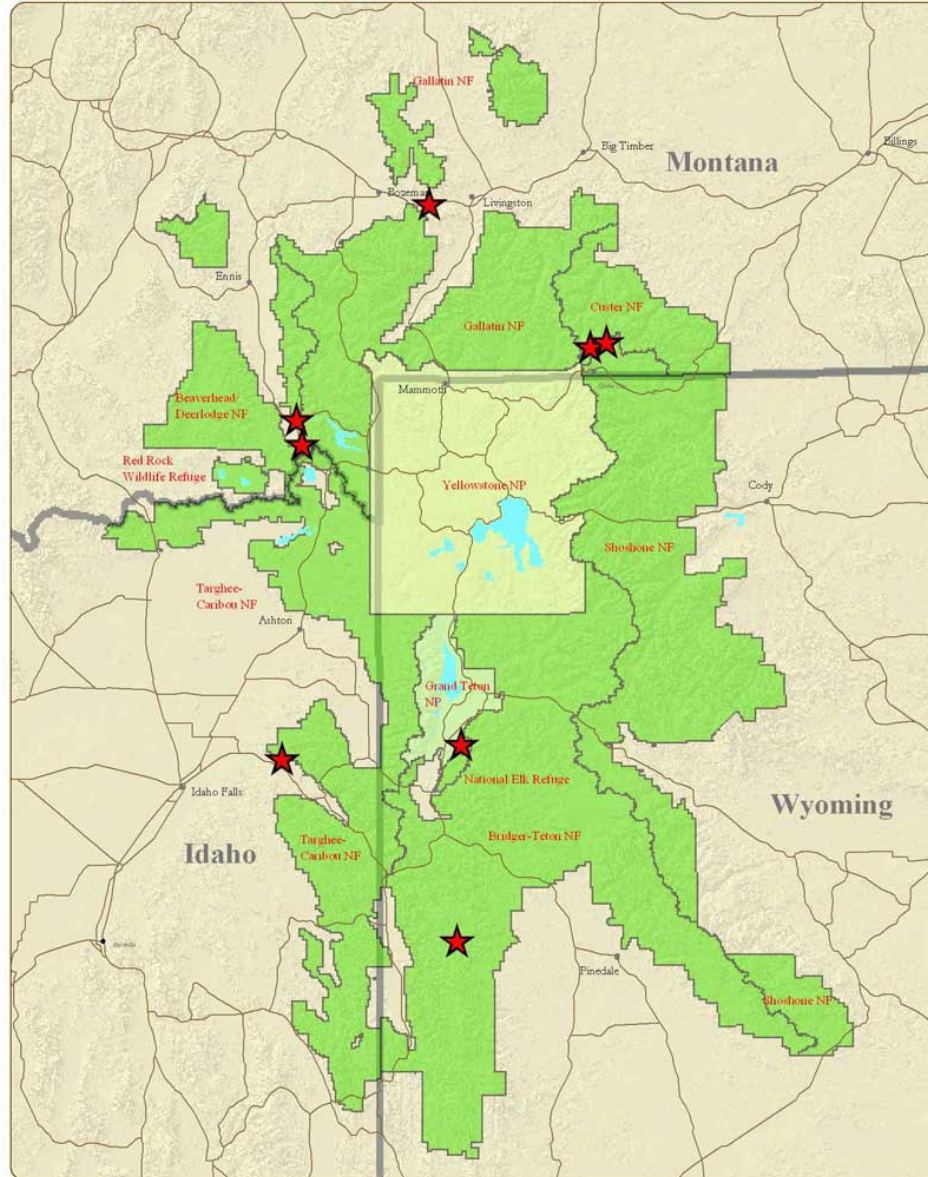 Gallatin NF
Big Timber
Billings
Montana
Bozeman
Livingston
Ennis
Custer NF
Gallatin NF
Mammoth
Beaverhead/
Deerlodge NF
Red Rock
Wildlife Refuge
Yellowstone NP
Cody
Shoshone NF
Targhee-
Caribou NF
Ashton
Grand Teton
NP
National Elk Refuge
Idaho Falls
Wyoming
Bridger-Teton NF
Targhee-
Caribou NF
Idaho
Pinedale
Shoshone NF